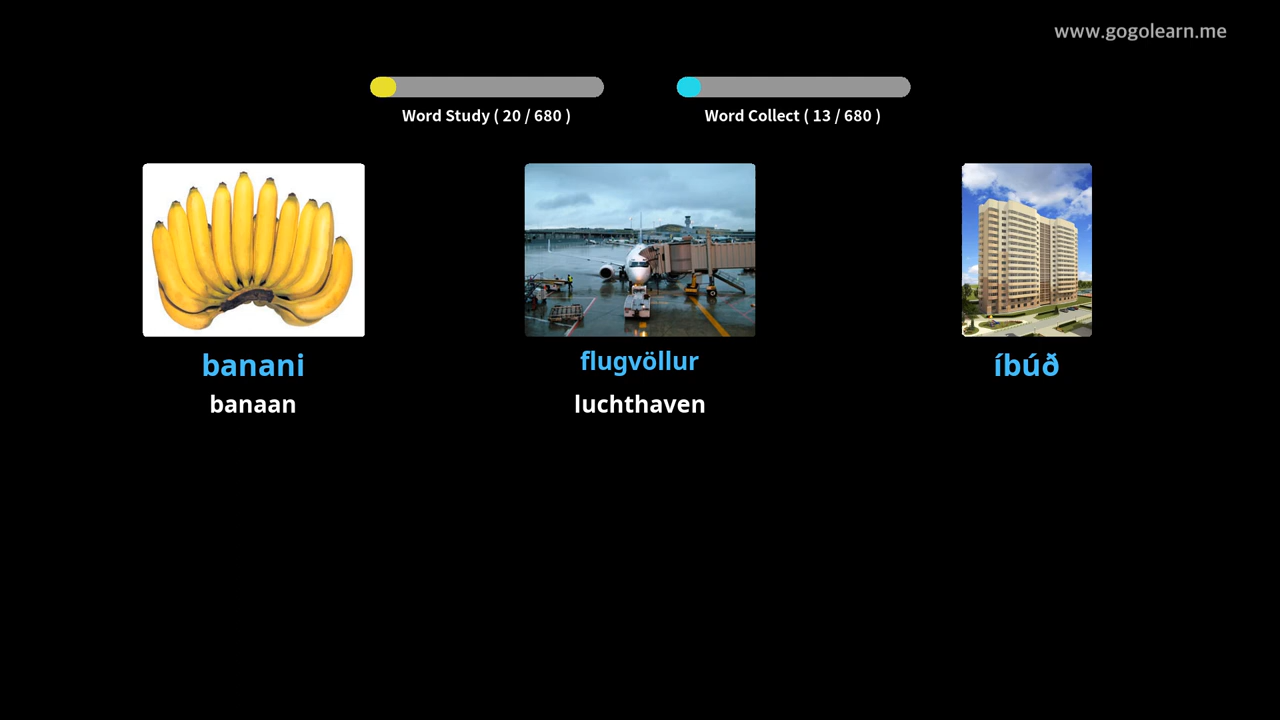 www.gogolearn.me
Word Study ( 20 / 680 )
Word Collect ( 13 / 680 )
banani
banaan
flugvöllur
luchthaven
íbúð